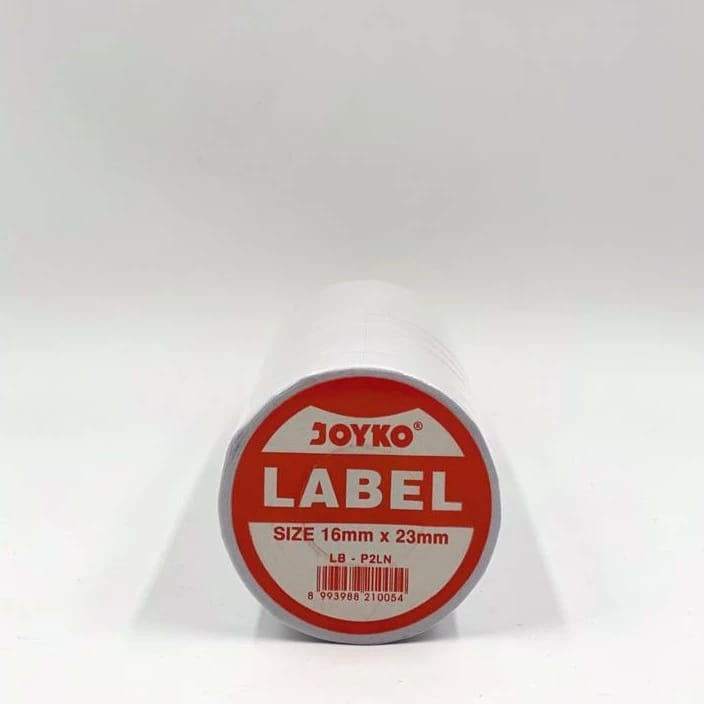 JOYKO®
LABEL
SIZE 16mm x 23mm
LB - P2LN
8 993988 210054